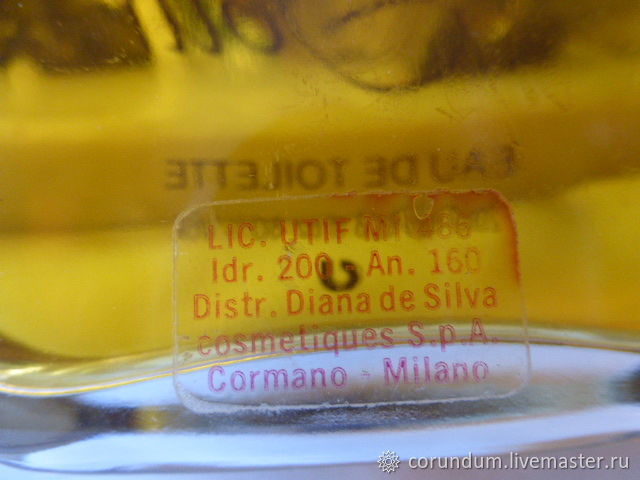 EAU DE TOILETTE
LIC. UTIF MI 466
Idr. 200 - An. 160
Distr. Diana de Silva
cosmetiques S.p.A.
Cormano - Milano
corundum.livemaster.ru